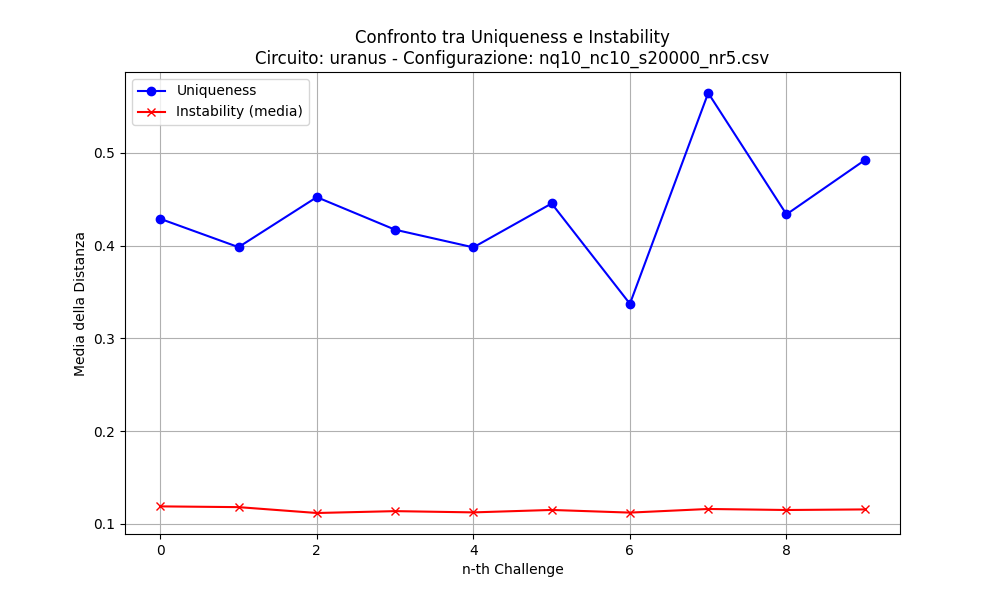 Confronto tra Uniqueness e Instability
Circuito: uranus - Configurazione: nq10_nc10_s20000_nr5.csv
Uniqueness
Instability (media)
Media della Distanza
0.5
0.4
0.3
0.2
0.1
0 2 4 6 8
n-th Challenge